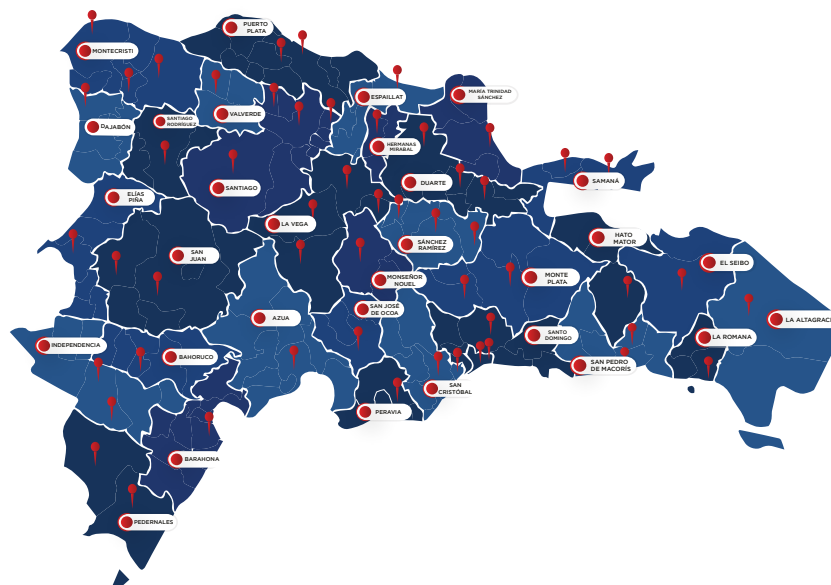 PUERTO
PLATA
MONTECRISTI
ESPAILLAT
MARÍA TRINIDAD
SÁNCHEZ
VALVERDE
SANTIAGO
RODRÍGUEZ
DAJABÓN
HERMANAS
MIRABAL
DUARTE
SAMANÁ
SANTIAGO
ELÍAS
PIÑA
LA VEGA
HATO
MATOR
SÁNCHEZ
RAMÍREZ
SAN
JUAN
EL SEIBO
MONSEÑOR
NOUEL
MONTE
PLATA
SAN JOSÉ
DE OCOA
AZUA
LA ALTAGRACI
SANTO
DOMINGO
LA ROMANA
INDEPENDENCIA
BAHORUCO
SAN PEDRO
DE MACORÍS
SAN
CRISTÓBAL
PERAVIA
BARAHONA
PEDERNALES